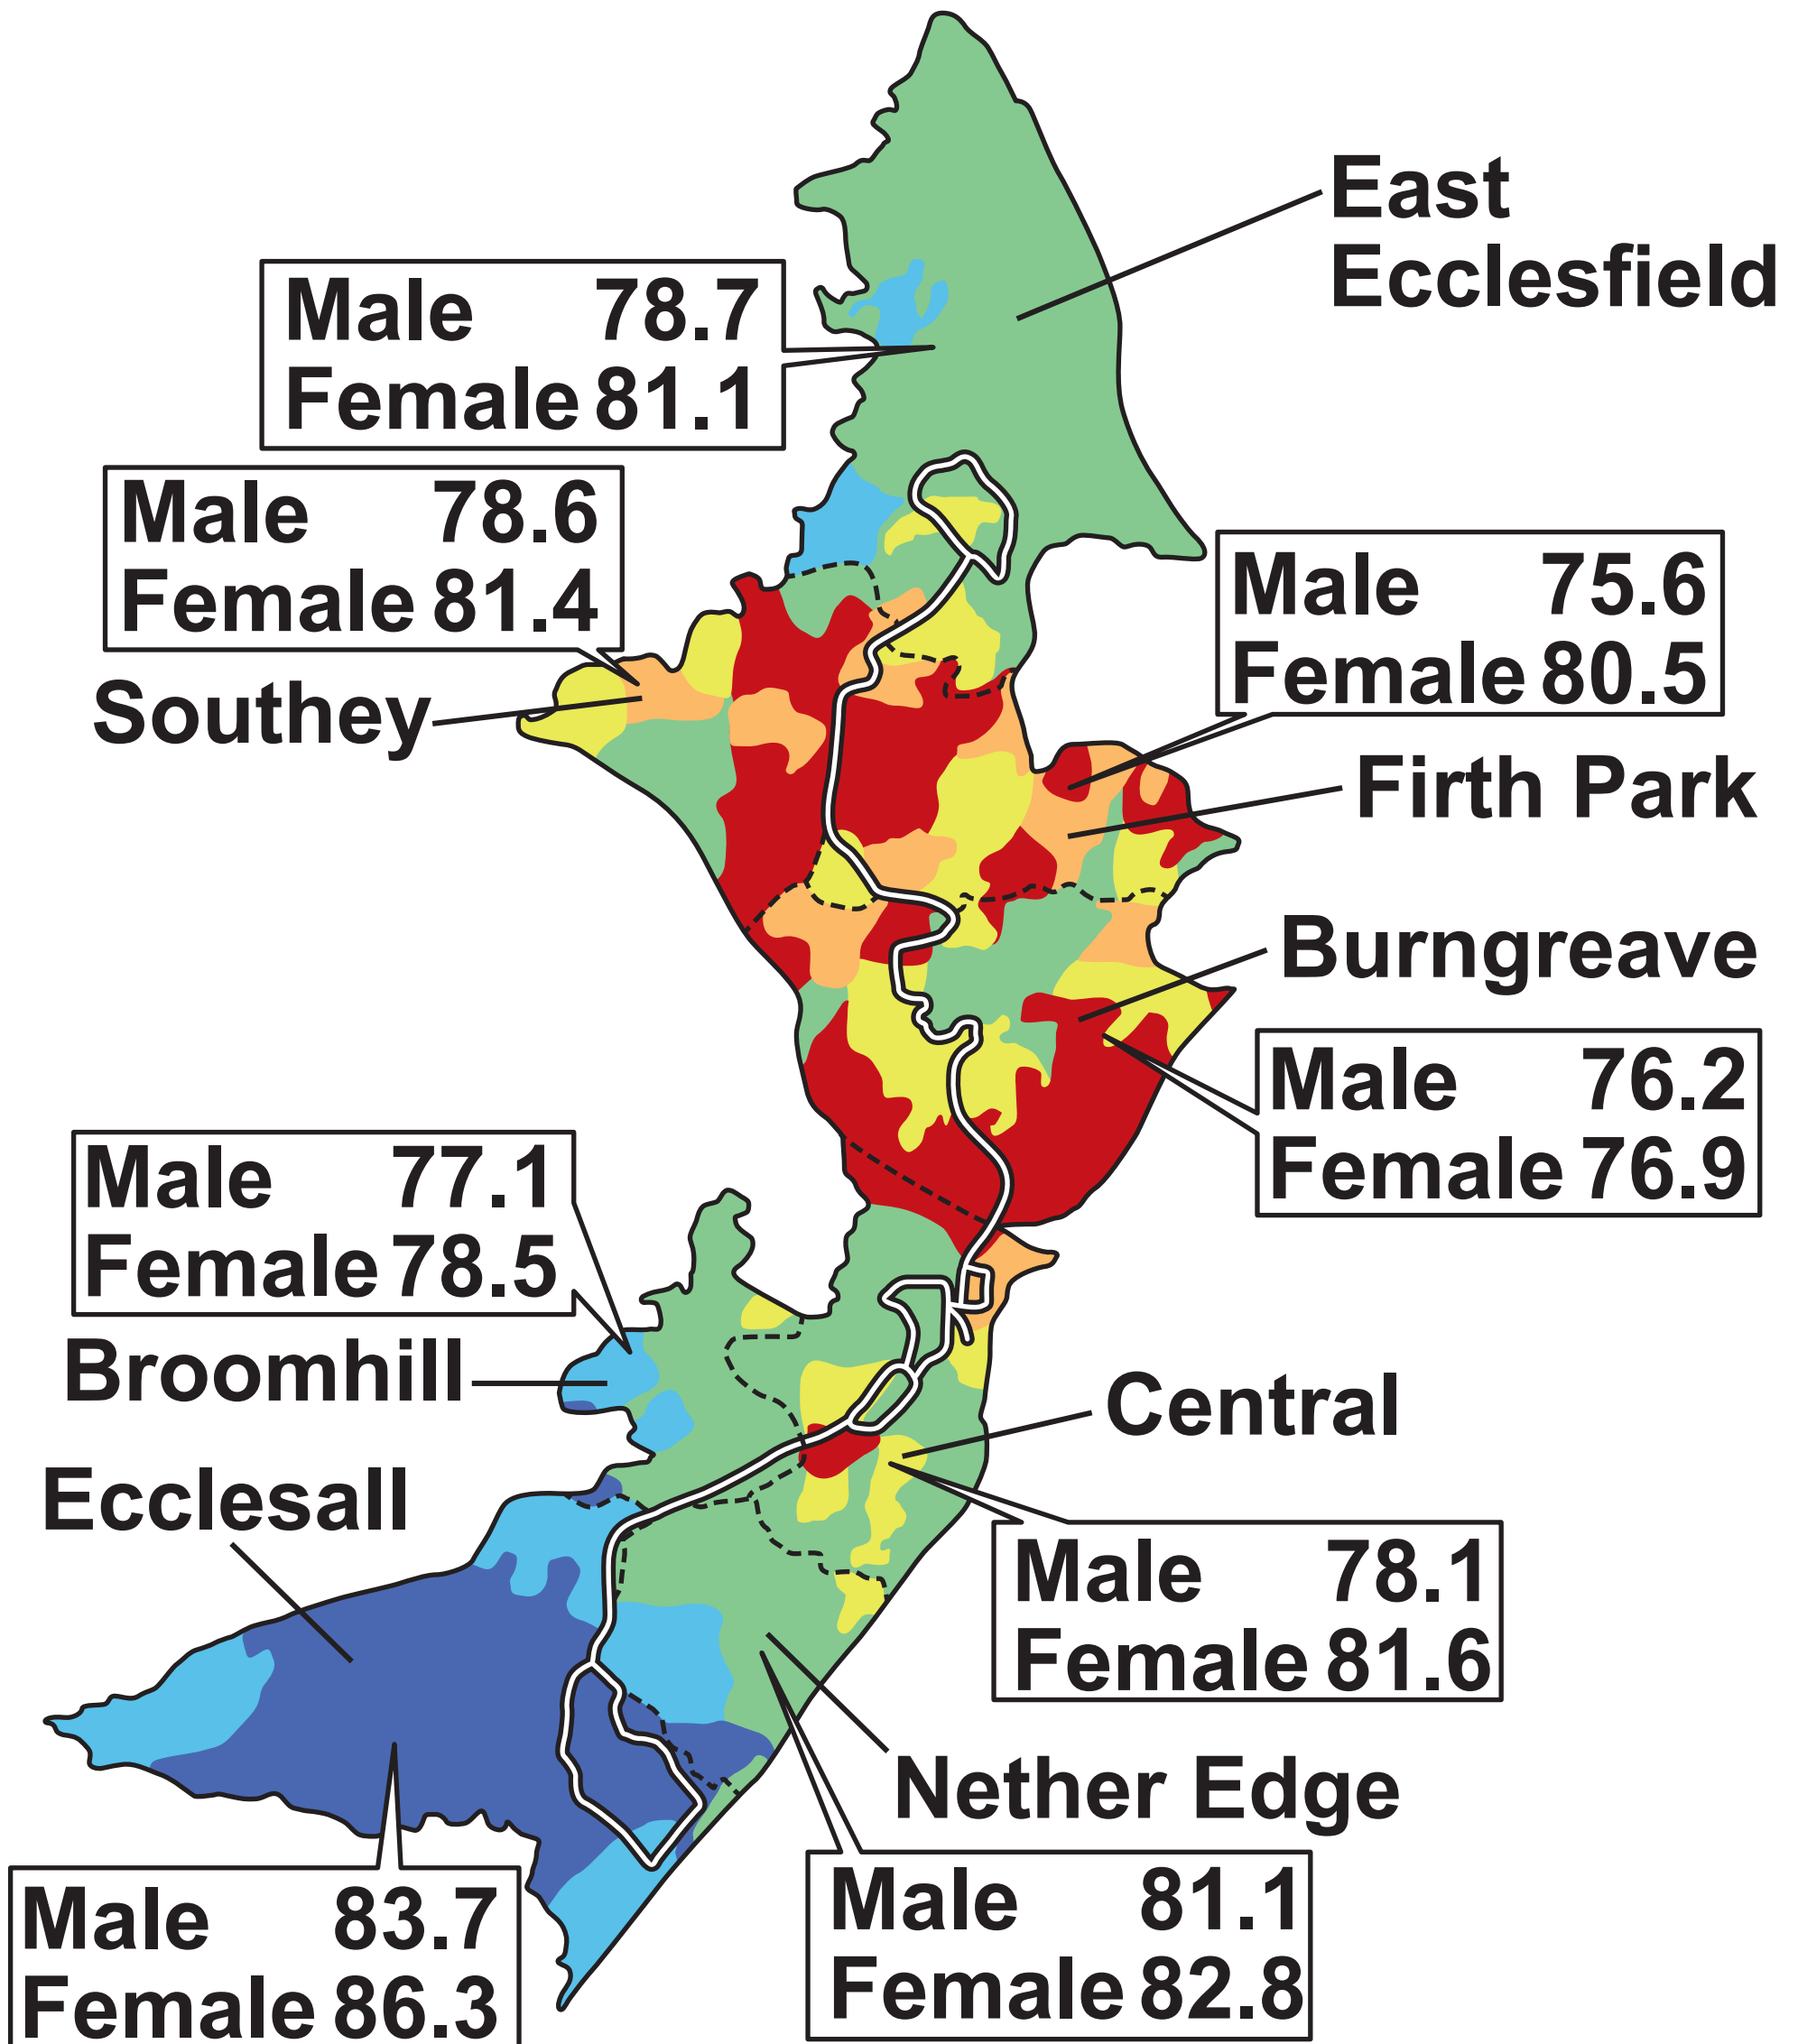 East
Ecclesfield
Male 78.7
Female 81.1
Male 78.6
Female 81.4
Southey
Male 75.6
Female 80.5
Firth Park
Burngreave
Male 76.2
Female 76.9
Male 77.1
Female 78.5
Broomhill
Central
Ecclesall
Male 78.1
Female 81.6
Nether Edge
Male 81.1
Female 82.8
Male 83.7
Female 86.3